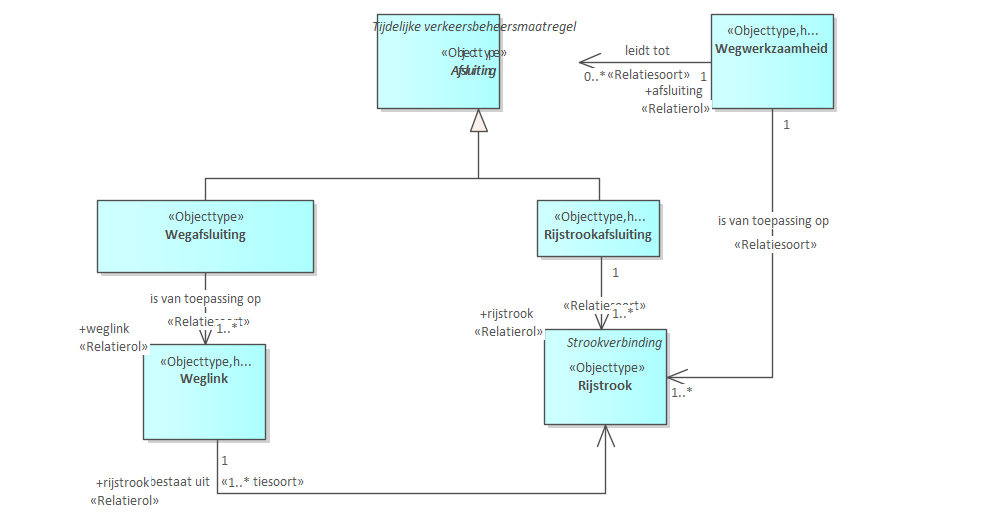 Tijdelijke verkeersbeheersmaatregel
«Objecttype»
Afsluiting
«Objecttype,h...
Wegwerkzaamheid
leidt tot
0..* «Relatiesoort» 1
+afsluiting
«Relatierol»
1
is van toepassing op
«Relatiesoort»
«Objecttype»
Wegafsluiting
«Objecttype,h...
Rijstrookafsluiting
1
is van toepassing op
«Relatiesoort»
1..*
+weglink
«Relatierol»
«Relatiesoort»
1..*
+rijstrook
«Relatierol»
«Objecttype,h...
Weglink
Strookverbinding
«Objecttype»
Rijstrook
1..*
1
+rijstrook bestaat uit «1..* tiesoort»
«Relatierol»